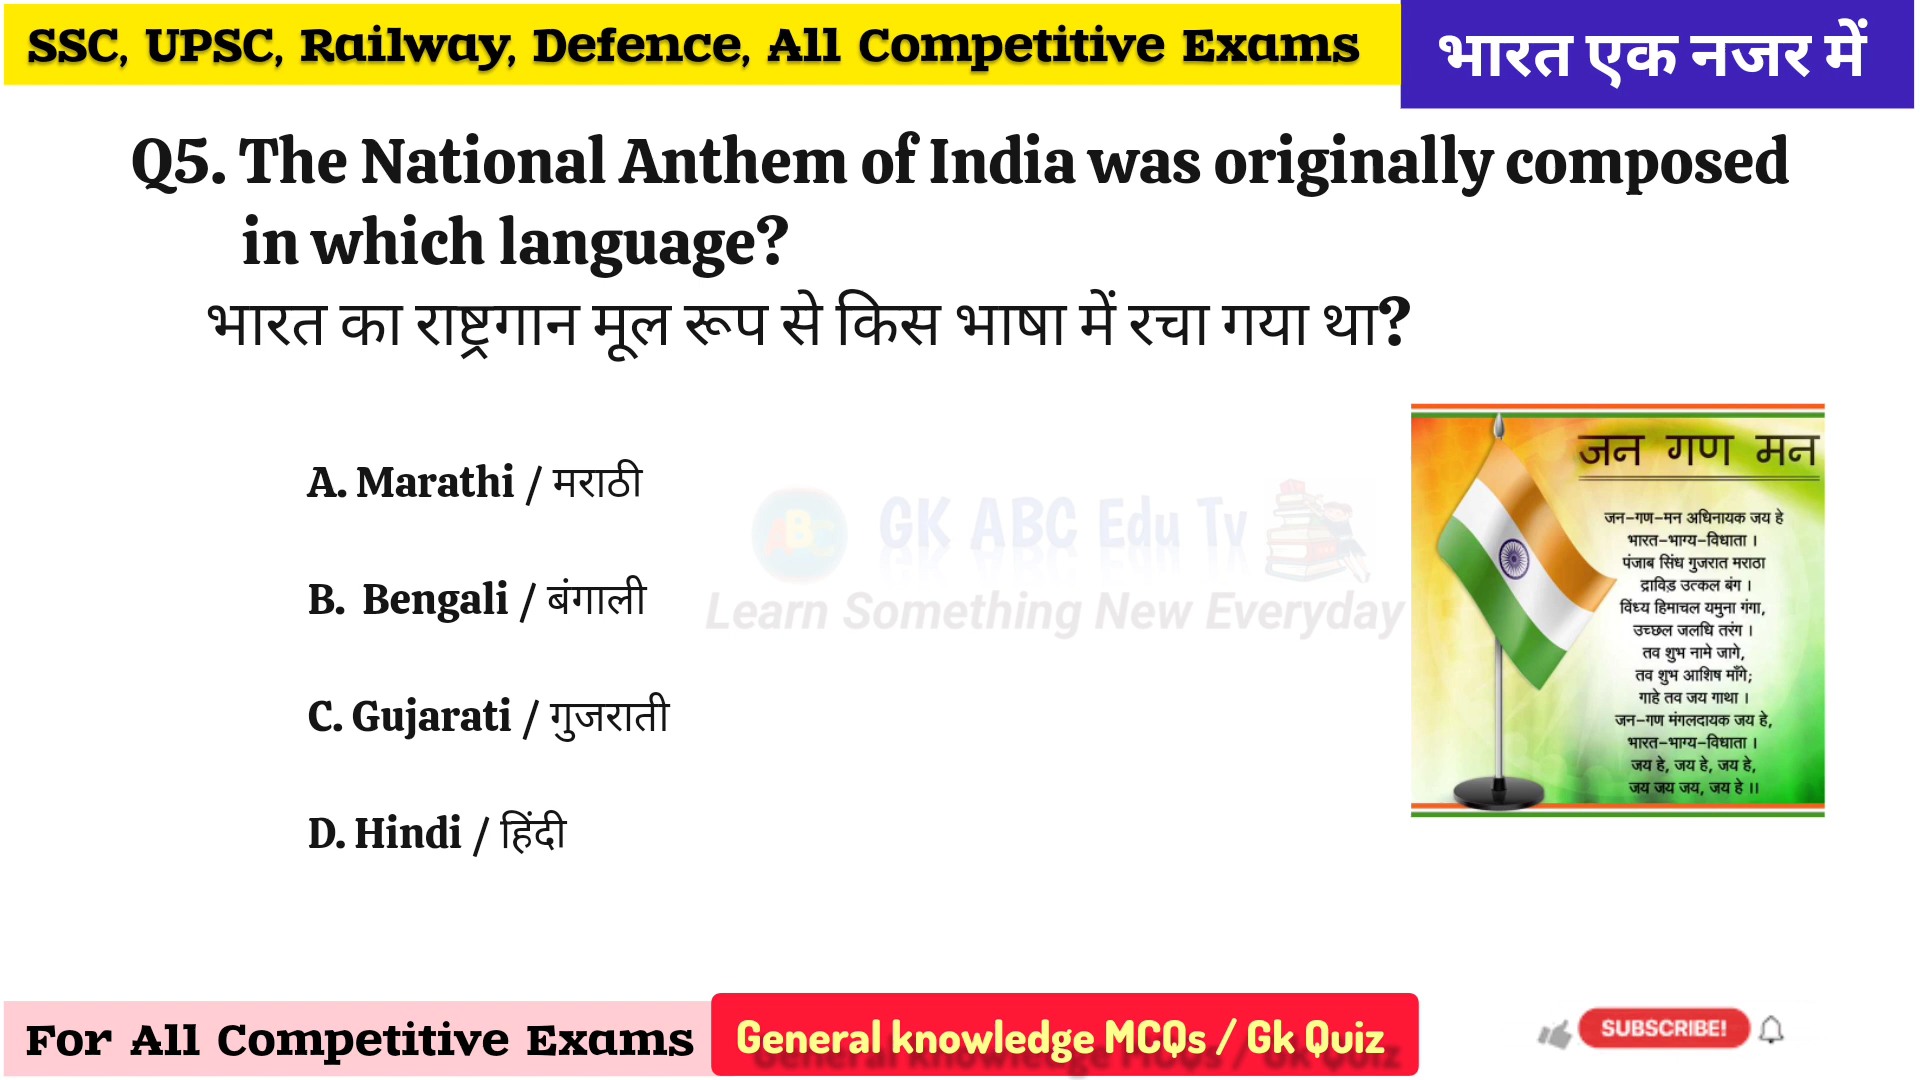 SSC, UPSC, Railway, Defence, All Competitive Exams
भारत एक नजर में
Q5. The National Anthem of India was originally composed
in which language?
भारत का राष्ट्रगान मूल रूप से किस भाषा में रचा गया था?
A. Marathi / मराठी
B. Bengali / बंगाली
C. Gujarati / गुजराती
D. Hindi / हिंदी
ABC
GK ABC Edu Tv
Learn Something New Everyday
जन गण मन
जन-गण-मन अधिनायक जय हे
भारत-भाग्य-विधाता ।
पंजाब सिंध गुजरात मराठा
द्राविड़ उत्कल बंग ।
विंध्य हिमाचल यमुना गंगा,
उच्छल जलधि तरंग ।
तव शुभ नामे जागे,
तव शुभ आशिष माँगे;
गाहे तव जय गाथा ।
जन-गण मंगलदायक जय हे,
भारत-भाग्य-विधाता ।
जय हे, जय हे, जय हे,
जय जय जय, जय हे ।।
For All Competitive Exams
General knowledge MCQs / Gk Quiz
SUBSCRIBE!